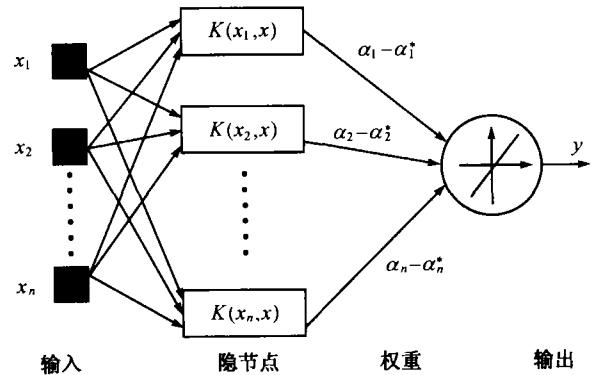 K(x₁,x)
x₁
α₁−α₁*
x₂
K(x₂,x)
α₂−α₂*
y
xₙ
K(xₙ,x)
αₙ−αₙ*
输入 隐节点 权重 输出